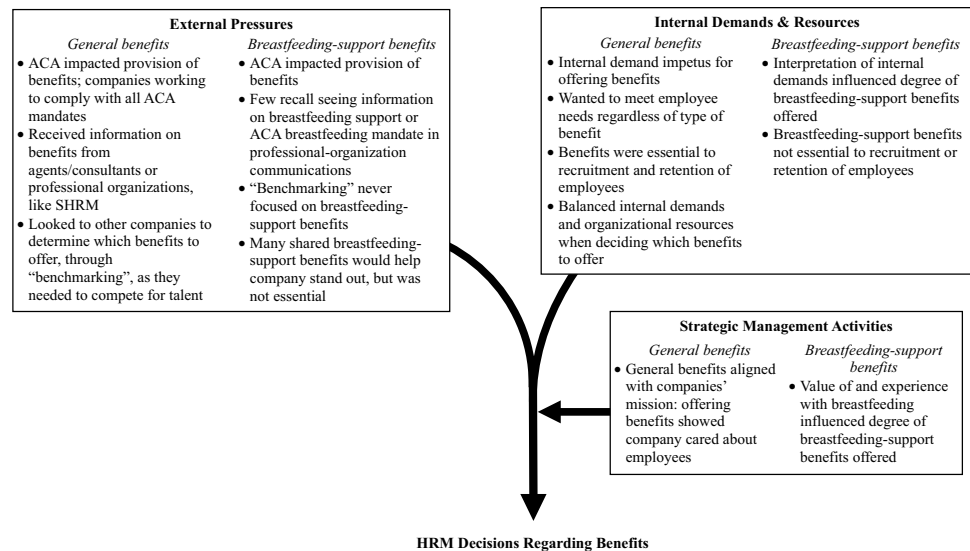 External Pressures
General benefits
• ACA impacted provision of
benefits; companies working
to comply with all ACA
mandates
• Received information on
benefits from
agents/consultants or
professional organizations,
like SHRM
• Looked to other companies to
determine which benefits to
offer, through
“benchmarking”, as they
needed to compete for talent
Breastfeeding-support benefits
• ACA impacted provision of
benefits
• Few recall seeing information
on breastfeeding support or
ACA breastfeeding mandate in
professional-organization
communications
• “Benchmarking” never
focused on breastfeeding-
support benefits
• Many shared breastfeeding-
support benefits would help
company stand out, but was
not essential
Internal Demands & Resources
General benefits
• Internal demand impetus for
offering benefits
• Wanted to meet employee
needs regardless of type of
benefit
• Benefits were essential to
recruitment and retention of
employees
• Balanced internal demands
and organizational resources
when deciding which benefits
to offer
Breastfeeding-support benefits
• Interpretation of internal
demands influenced degree of
breastfeeding-support benefits
offered
• Breastfeeding-support benefits
not essential to recruitment or
retention of employees
Strategic Management Activities
General benefits
• General benefits aligned
with companies’
mission: offering
benefits showed
company cared about
employees
Breastfeeding-support
benefits
• Value of and experience
with breastfeeding
influenced degree of
breastfeeding-support
benefits offered
HRM Decisions Regarding Benefits